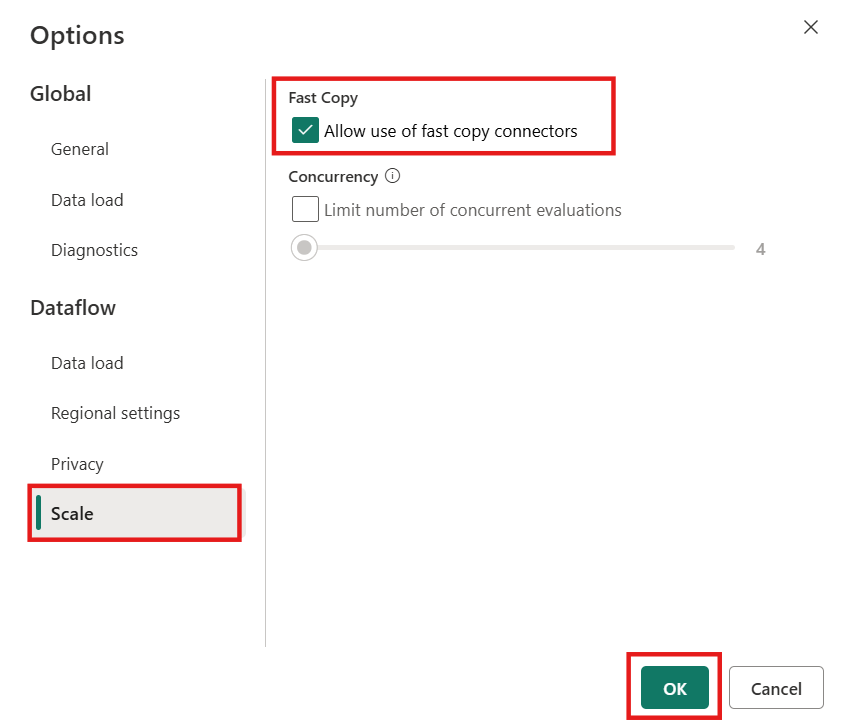 Options
Global
General
Data load
Diagnostics
Dataflow
Data load
Regional settings
Privacy
Scale
Fast Copy
Allow use of fast copy connectors
Concurrency
Limit number of concurrent evaluations
4
OK
Cancel